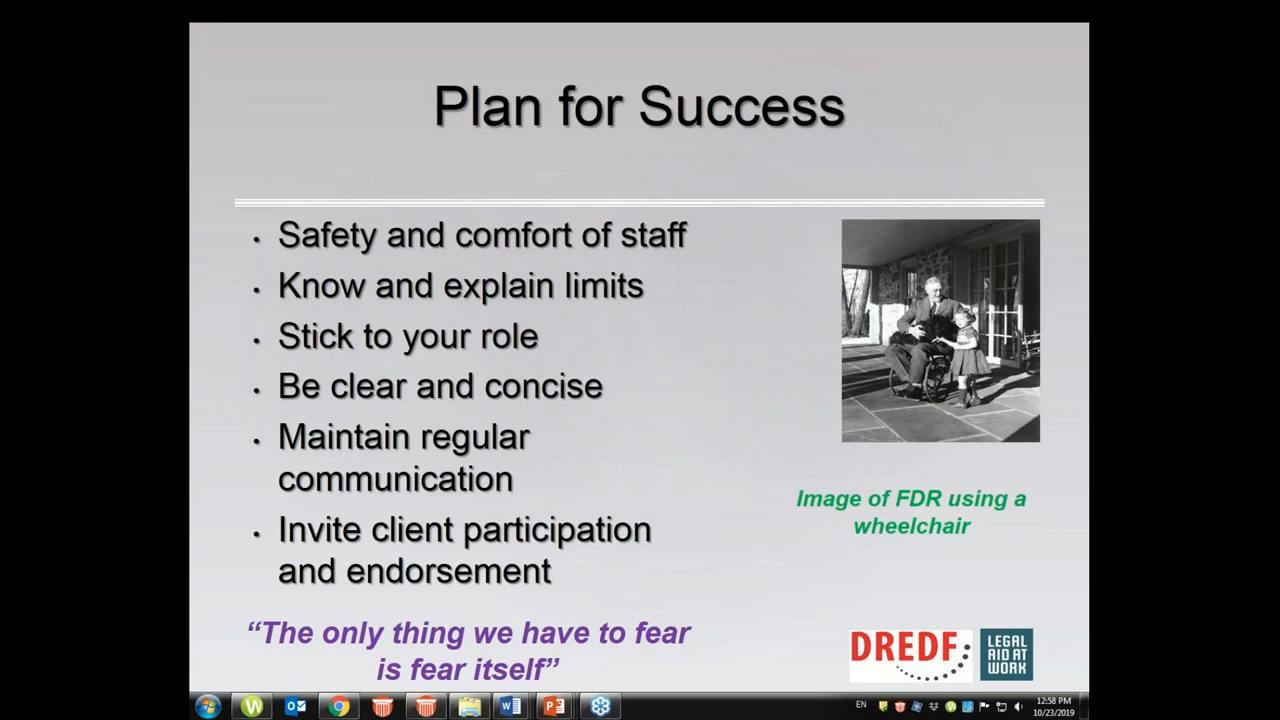 Plan for Success
Safety and comfort of staff
Know and explain limits
Stick to your role
Be clear and concise
Maintain regular
communication
Invite client participation
and endorsement
Image of FDR using a
wheelchair
“The only thing we have to fear
is fear itself”
DREDF
LEGAL
AID AT
WORK
EN
12:58 PM
10/23/2019